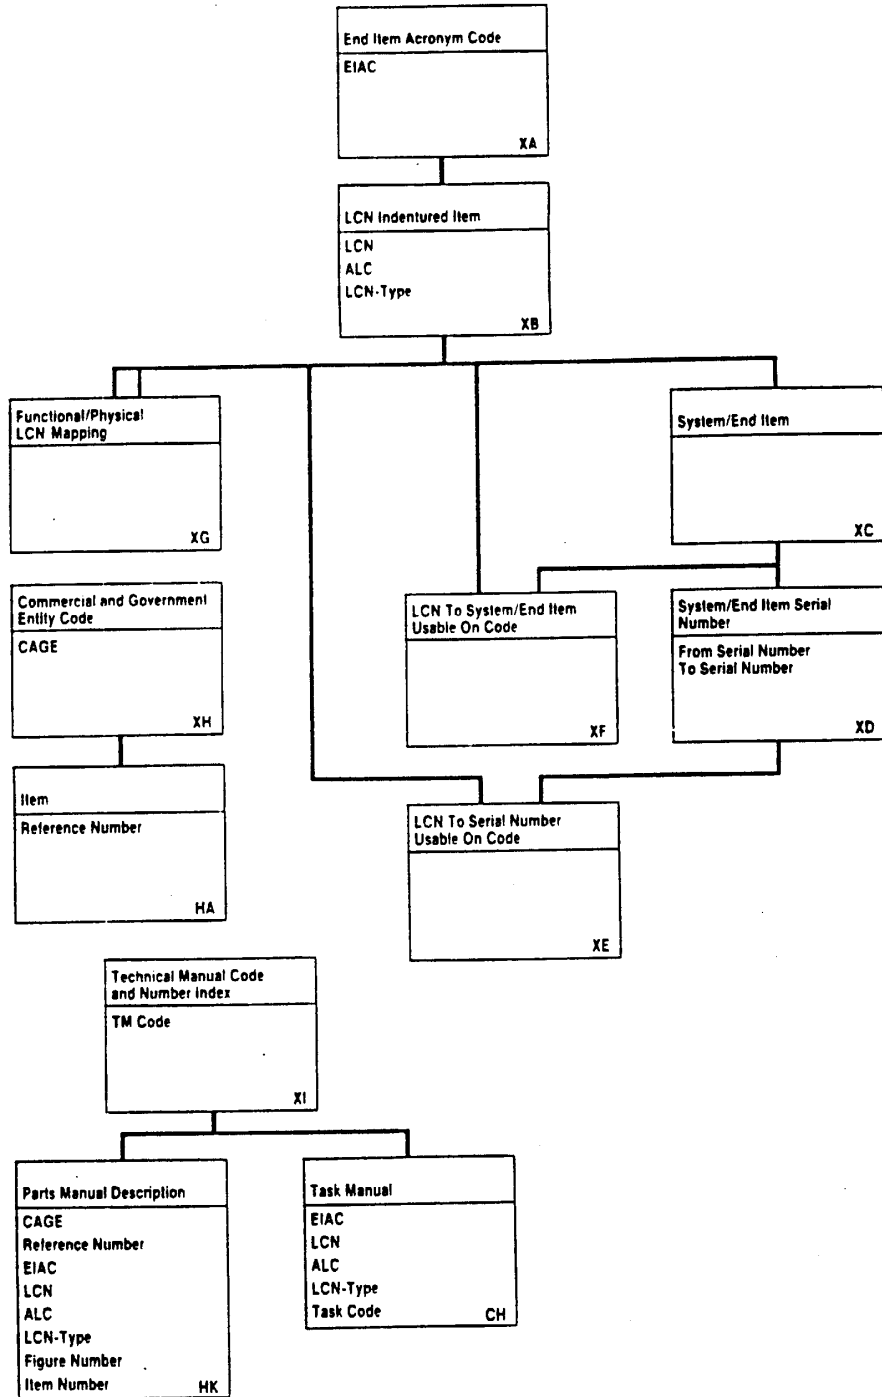 End Item Acronym Code
EIAC
XA
LCN Indentured Item
LCN
ALC
LCN-Type
XB
Functional/Physical
LCN Mapping
XG
System/End Item
XC
Commercial and Government
Entity Code
CAGE
XH
LCN To System/End Item
Usable On Code
XF
System/End Item Serial
Number
From Serial Number
To Serial Number
XD
Item
Reference Number
HA
LCN To Serial Number
Usable On Code
XE
Technical Manual Code
and Number Index
TM Code
XI
Parts Manual Description
CAGE
Reference Number
EIAC
LCN
ALC
LCN-Type
Figure Number
Item Number
HK
Task Manual
EIAC
LCN
ALC
LCN-Type
Task Code
CH